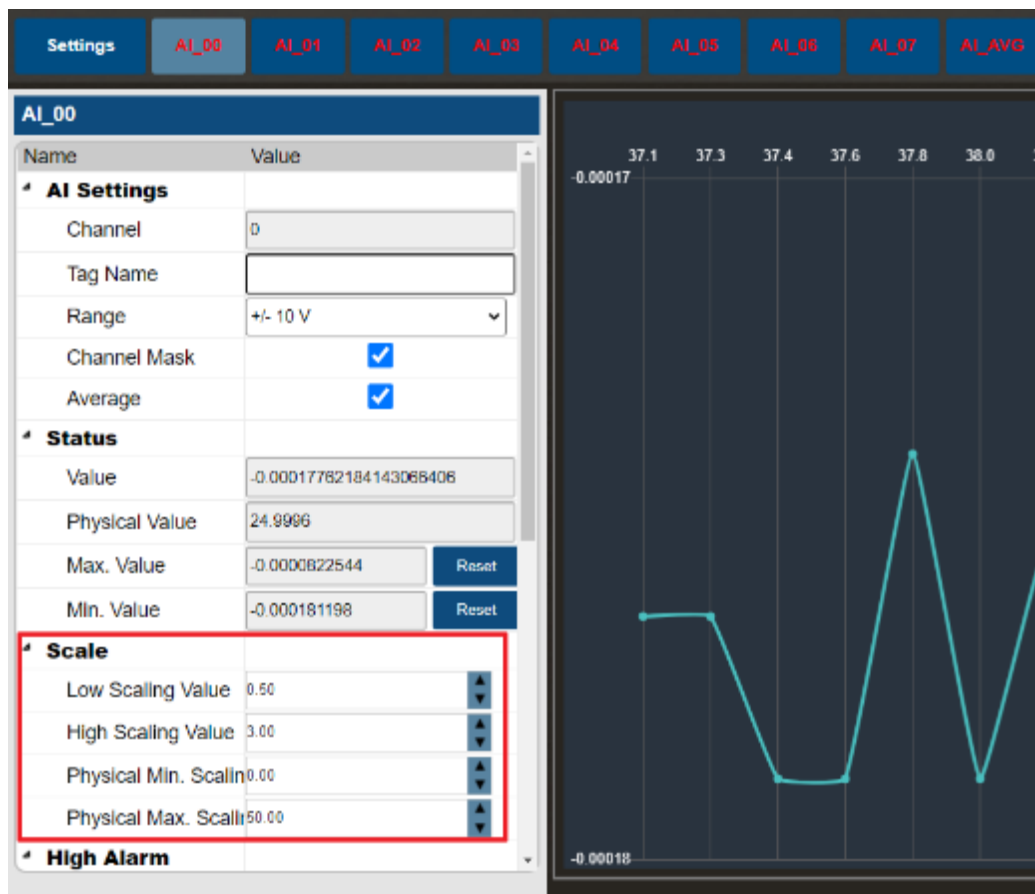 Settings AI_00 AI_01 AI_02 AI_03 AI_04 AI_05 AI_06 AI_07 AI_AVG
AI_00
Name Value
AI Settings
Channel 0
Tag Name
Range +/- 10 V
Channel Mask
Average
Status
Value -0.00017762184143066406
Physical Value 24.9996
Max. Value -0.0000822544 Reset
Min. Value -0.000181198 Reset
Scale
Low Scaling Value 0.50
High Scaling Value 3.00
Physical Min. Scalin 0.00
Physical Max. Scali 50.00
High Alarm
37.1 37.3 37.4 37.6 37.8 38.0
-0.00017
-0.00018